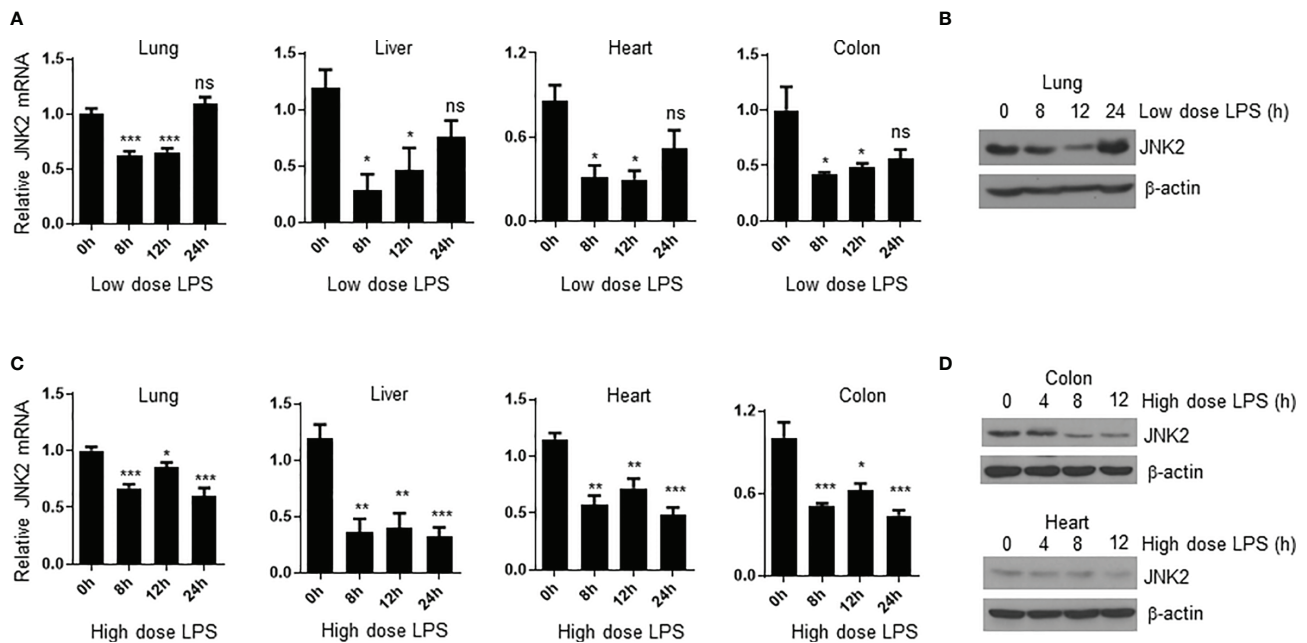 A
Lung
Relative JNK2 mRNA
1.5
1.0
0.5
0.0
***
***
ns
0h
8h
12h
24h
Liver
1.5
1.0
0.5
0.0
*
*
ns
0h
8h
12h
24h
Heart
1.2
0.6
0.0
*
*
ns
0h
8h
12h
24h
Colon
1.5
1.0
0.5
0.0
*
*
ns
0h
8h
12h
24h
Low dose LPS
Low dose LPS
Low dose LPS
Low dose LPS
B
Lung
0 8 12 24 Low dose LPS (h)
JNK2
β-actin
C
Lung
Relative JNK2 mRNA
1.5
1.0
0.5
0.0
***
*
***
0h
8h
12h
24h
Liver
1.5
1.0
0.5
0.0
**
**
***
0h
8h
12h
24h
Heart
1.5
1.0
0.5
0.0
**
**
***
0h
8h
12h
24h
Colon
1.2
0.6
0.0
***
*
***
0h
8h
12h
24h
High dose LPS
High dose LPS
High dose LPS
High dose LPS
D
Colon
0 4 8 12 High dose LPS (h)
JNK2
β-actin
Heart
0 4 8 12 High dose LPS (h)
JNK2
β-actin